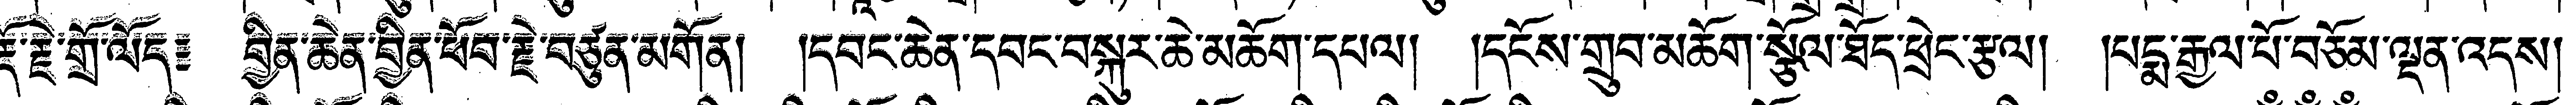 རྡོ་རྗེ་གྲོ་ལོད༔ བྱིན་ཆེན་བྱིན་ཕོབ་རྗེ་བཙུན་མགོན། །དབང་ཆེན་དབང་བསྐུར་ཆེ་མཆོག་དཔལ། །དངོས་གྲུབ་མཆོག་སྩོལ་ཐོད་ཕྲེང་རྩལ། །པདྨ་རྒྱལ་པོ་བཅོམ་ལྡན་འདས།